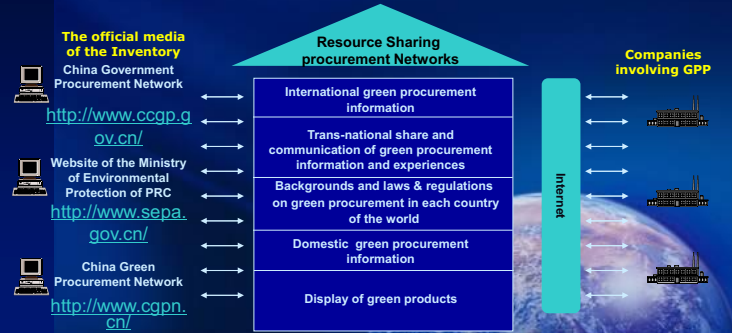 The official media
of the Inventory
China Government
Procurement Network
http://www.ccgp.g
ov.cn/
Website of the Ministry
of Environmental
Protection of PRC
http://www.sepa.
gov.cn/
China Green
Procurement Network
http://www.cgpn.
cn/
Resource Sharing
procurement Networks
International green procurement
information
Trans-national share and
communication of green procurement
information and experiences
Backgrounds and laws & regulations
on green procurement in each country
of the world
Domestic green procurement
information
Display of green products
Internet
Companies
involving GPP